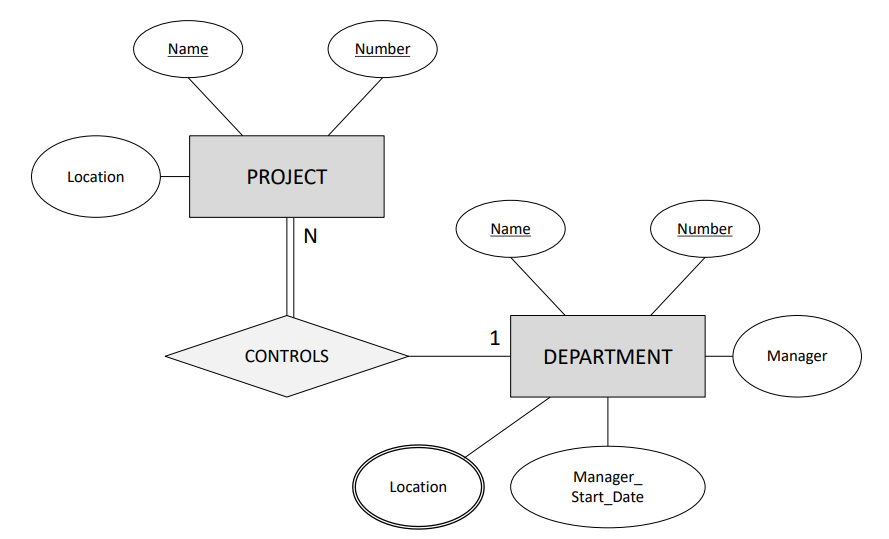 Name
Number
Location
PROJECT
N
Name
Number
CONTROLS
1
DEPARTMENT
Manager
Location
Manager_
Start_Date